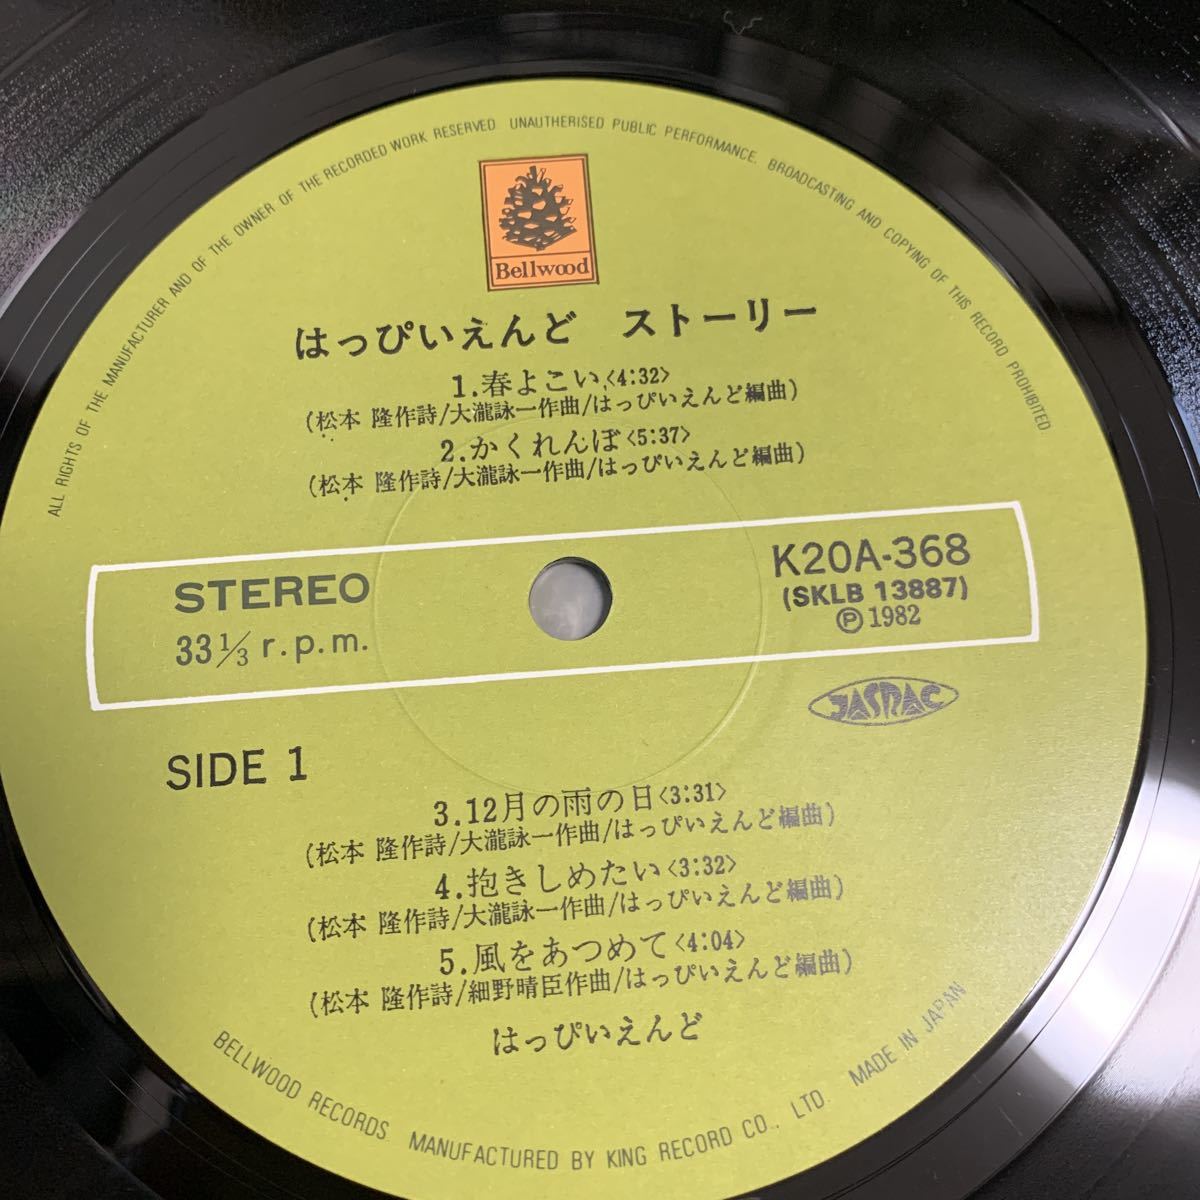 ALL RIGHTS OF THE MANUFACTURER AND OF THE OWNER OF THE RECORDED WORK RESERVED. UNAUTHORISED PUBLIC PERFORMANCE. BROADCASTING AND COPYING OF THIS RECORD PROHIBITED
Bellwood
はっぴいえんど ストーリー
1.春よこい〈4:32〉
(松本 隆作詩/大瀧詠一作曲/はっぴいえんど編曲)
2.かくれんぼ〈5:37〉
(松本 隆作詩/大瀧詠一作曲/はっぴいえんど編曲)
STEREO
33⅓ r.p.m.
K20A-368
(SKLB 13887)
Ⓟ1982
JASRAC
SIDE 1
3.12月の雨の日〈3:31〉
(松本 隆作詩/大瀧詠一作曲/はっぴいえんど編曲)
4.抱きしめたい〈3:32〉
(松本 隆作詩/大瀧詠一作曲/はっぴいえんど編曲)
5.風をあつめて〈4:04〉
(松本 隆作詩/細野晴臣作曲/はっぴいえんど編曲)
はっぴいえんど
BELLWOOD RECORDS. MANUFACTURED BY KING RECORD CO., LTD. MADE IN JAPAN